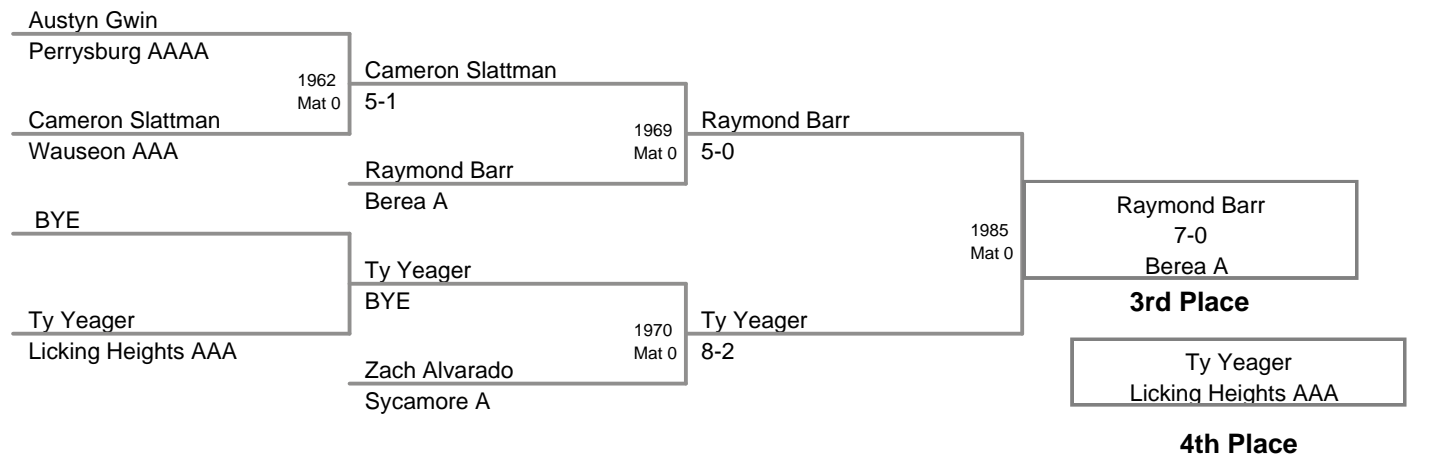 Austyn Gwin
Perrysburg AAAA
1962
Mat 0
Cameron Slattman
5-1
Cameron Slattman
Wauseon AAA
1969
Mat 0
Raymond Barr
5-0
Raymond Barr
Berea A
BYE
1985
Mat 0
Raymond Barr
7-0
Berea A
3rd Place
Ty Yeager
BYE
Ty Yeager
Licking Heights AAA
1970
Mat 0
Ty Yeager
8-2
Zach Alvarado
Sycamore A
Ty Yeager
Licking Heights AAA
4th Place